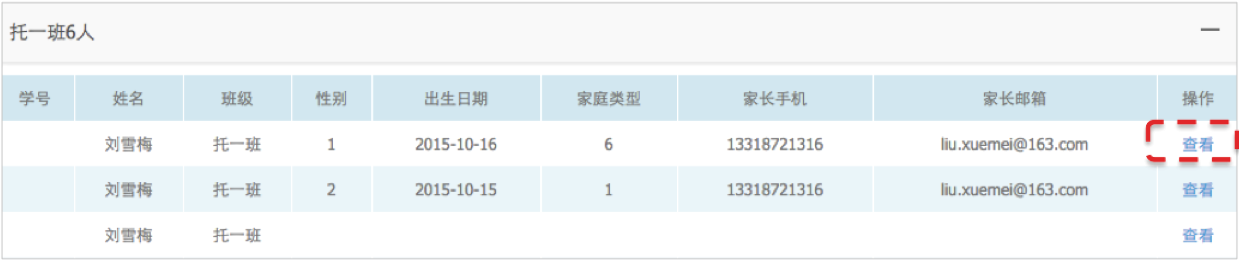 托一班6人
学号 姓名 班级 性别 出生日期 家庭类型 家长手机 家长邮箱 操作
刘雪梅 托一班 1 2015-10-16 6 13318721316 liu.xuemei@163.com 查看
刘雪梅 托一班 2 2015-10-15 1 13318721316 liu.xuemei@163.com 查看
刘雪梅 托一班 查看